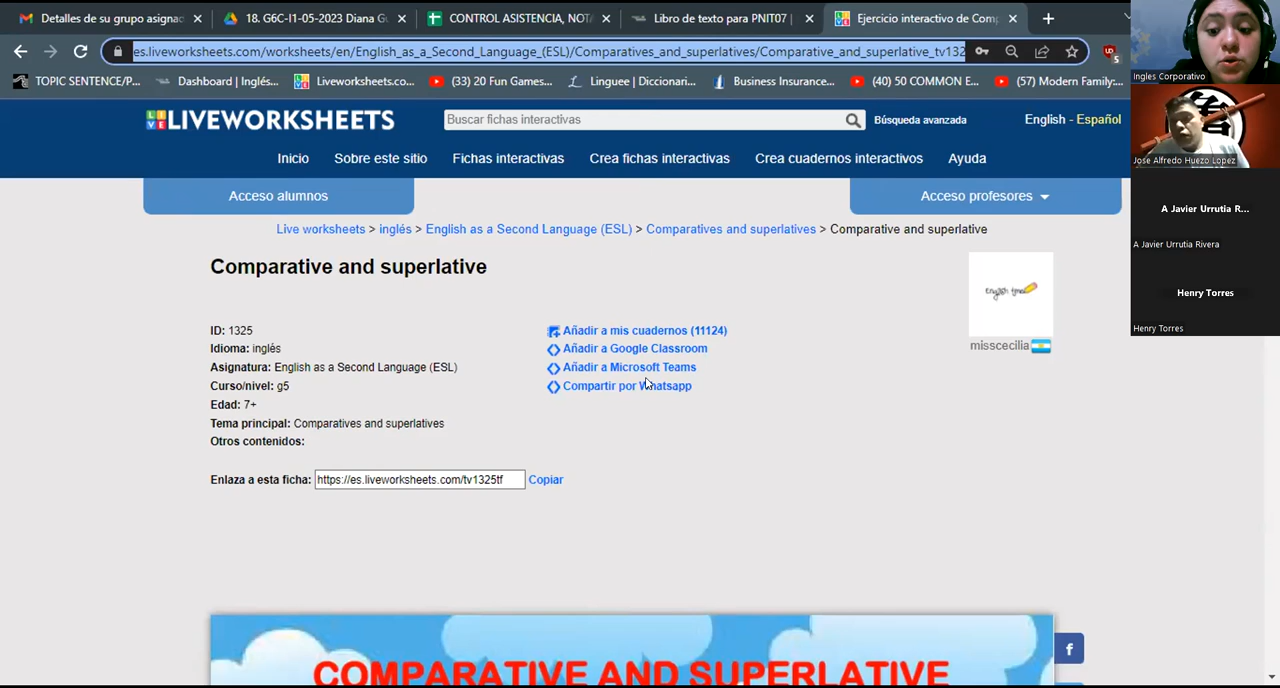 Detalles de su grupo asignad
18. G6C-I1-05-2023 Diana Gu
CONTROL ASISTENCIA, NOTA
Libro de texto para PNIT07 |
Ejercicio interactivo de Comp
es.liveworksheets.com/worksheets/en/English_as_a_Second_Language_(ESL)/Comparatives_and_superlatives/Comparative_and_superlative_tv132
5
TOPIC SENTENCE/P...
Dashboard | Inglés...
Liveworksheets.co...
(33) 20 Fun Games...
Linguee | Diccionari...
Business Insurance...
(40) 50 COMMON E...
(57) Modern Family:...
LIVEWORKSHEETS
Buscar fichas interactivas
Búsqueda avanzada
English - Español
Inicio
Sobre este sitio
Fichas interactivas
Crea fichas interactivas
Crea cuadernos interactivos
Ayuda
Acceso alumnos
Acceso profesores
Live worksheets > inglés > English as a Second Language (ESL) > Comparatives and superlatives > Comparative and superlative
Comparative and superlative
english time
misscecilia
ID: 1325
Idioma: inglés
Asignatura: English as a Second Language (ESL)
Curso/nivel: g5
Edad: 7+
Tema principal: Comparatives and superlatives
Otros contenidos:
Añadir a mis cuadernos (11124)
Añadir a Google Classroom
Añadir a Microsoft Teams
Compartir por Whatsapp
Enlaza a esta ficha: https://es.liveworksheets.com/tv1325tf Copiar
COMPARATIVE AND SUPERLATIVE
f
Ingles Corporativo
Jose Alfredo Huezo Lopez
A Javier Urrutia R...
A Javier Urrutia Rivera
Henry Torres
Henry Torres